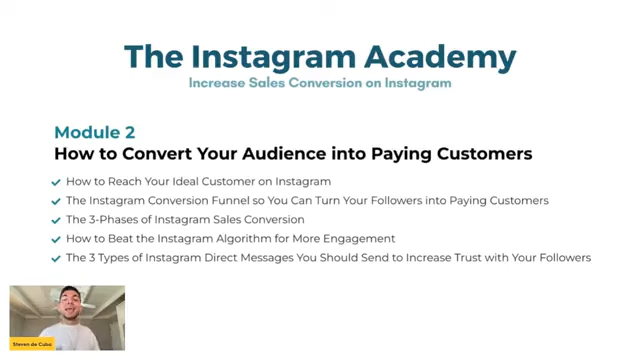 The Instagram Academy
Increase Sales Conversion on Instagram
Module 2
How to Convert Your Audience into Paying Customers
How to Reach Your Ideal Customer on Instagram
The Instagram Conversion Funnel so You Can Turn Your Followers into Paying Customers
The 3-Phases of Instagram Sales Conversion
How to Beat the Instagram Algorithm for More Engagement
The 3 Types of Instagram Direct Messages You Should Send to Increase Trust with Your Followers
Steven de Cuba